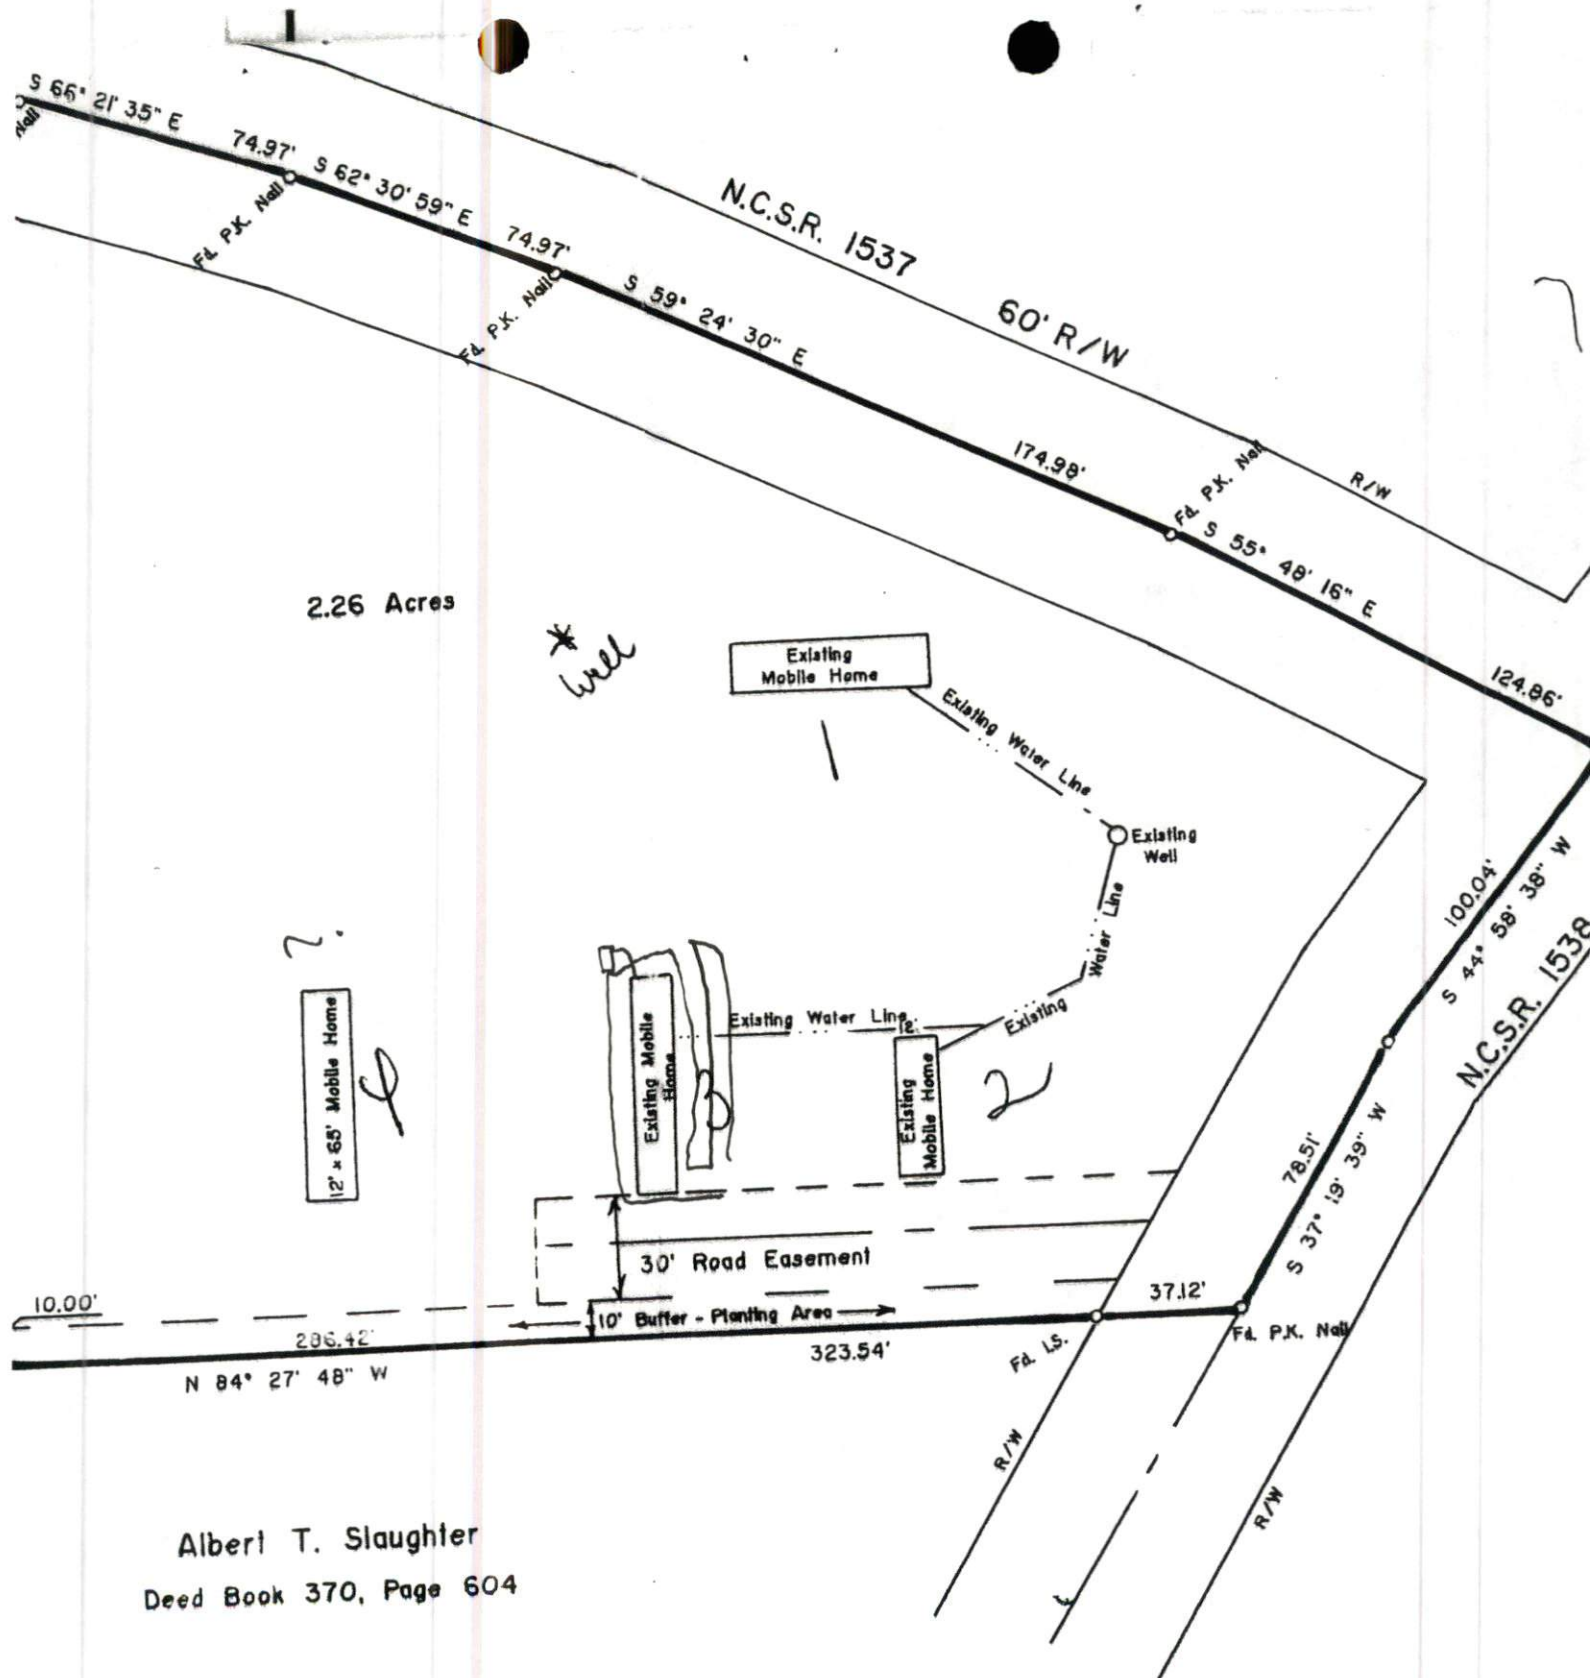 S 66° 21' 35" E
Nail
74.97'
S 62° 30' 59" E
Fd. P.K. Nail
74.97'
Fd. P.K. Nail
S 59° 24' 30" E
N.C.S.R. 1537
60' R/W
174.98'
Fd. P.K. Nail
R/W
S 55° 48' 16" E
124.86'
2.26 Acres
* Well
Existing
Mobile Home
1
Existing Water Line
Existing
Well
Existing Water Line
100.04'
S 44° 58' 38" W
N.C.S.R. 1538
?
12' x 65' Mobile Home
Existing Mobile
Home
Existing Water Line
12'
Existing
Mobile Home
2
78.51'
S 37° 19' 39" W
30' Road Easement
10.00'
10' Buffer - Planting Area
37.12'
286.42'
323.54'
N 84° 27' 48" W
Fd. I.S.
Fd. P.K. Nail
R/W
R/W
Albert T. Slaughter
Deed Book 370, Page 604